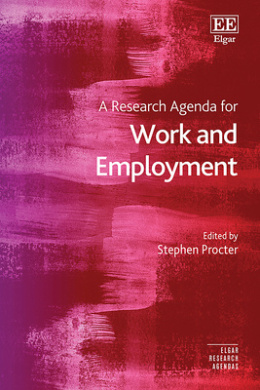 EE
Elgar
A Research Agenda for
Work and
Employment
Edited by
Stephen Procter
ELGAR
RESEARCH
AGENDAS